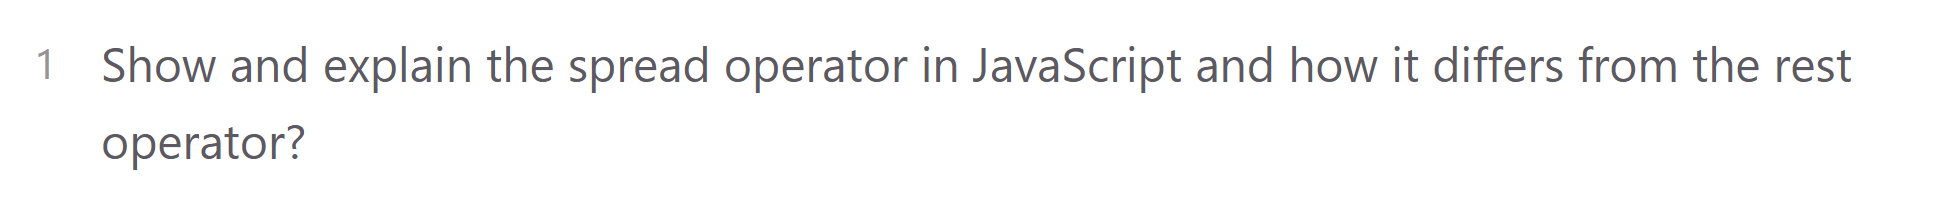 1 Show and explain the spread operator in JavaScript and how it differs from the rest
operator?